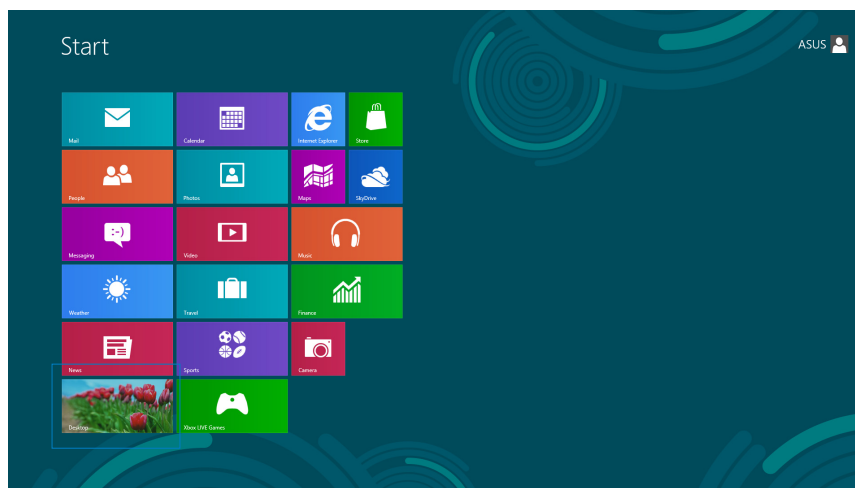 Start
ASUS
Mail
Calendar
Internet Explorer
Store
People
Photos
Maps
SkyDrive
Messaging
:-)
Video
Music
Weather
Travel
Finance
News
Sports
Camera
Desktop
Xbox LIVE Games